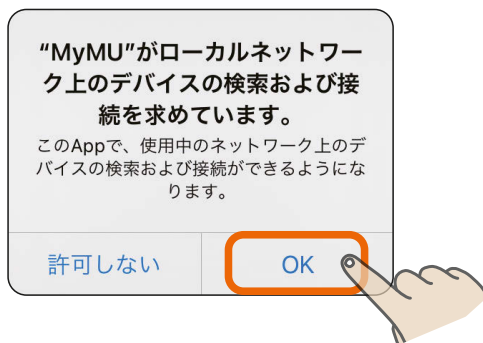 “MyMU”がローカルネットワー
ク上のデバイスの検索および接
続を求めています。
このAppで、使用中のネットワーク上のデ
バイスの検索および接続ができるようにな
ります。
許可しない
OK